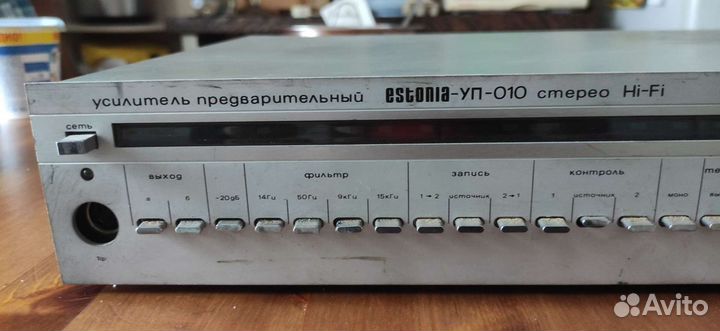 усилитель предварительный estonia-УП-010 стерео Hi-Fi
сеть
выход фильтр запись контроль
а б -20дБ 14Гц 50Гц 9кГц 15кГц 1→2 источник 2→1 1 источник 2 моно
Avito